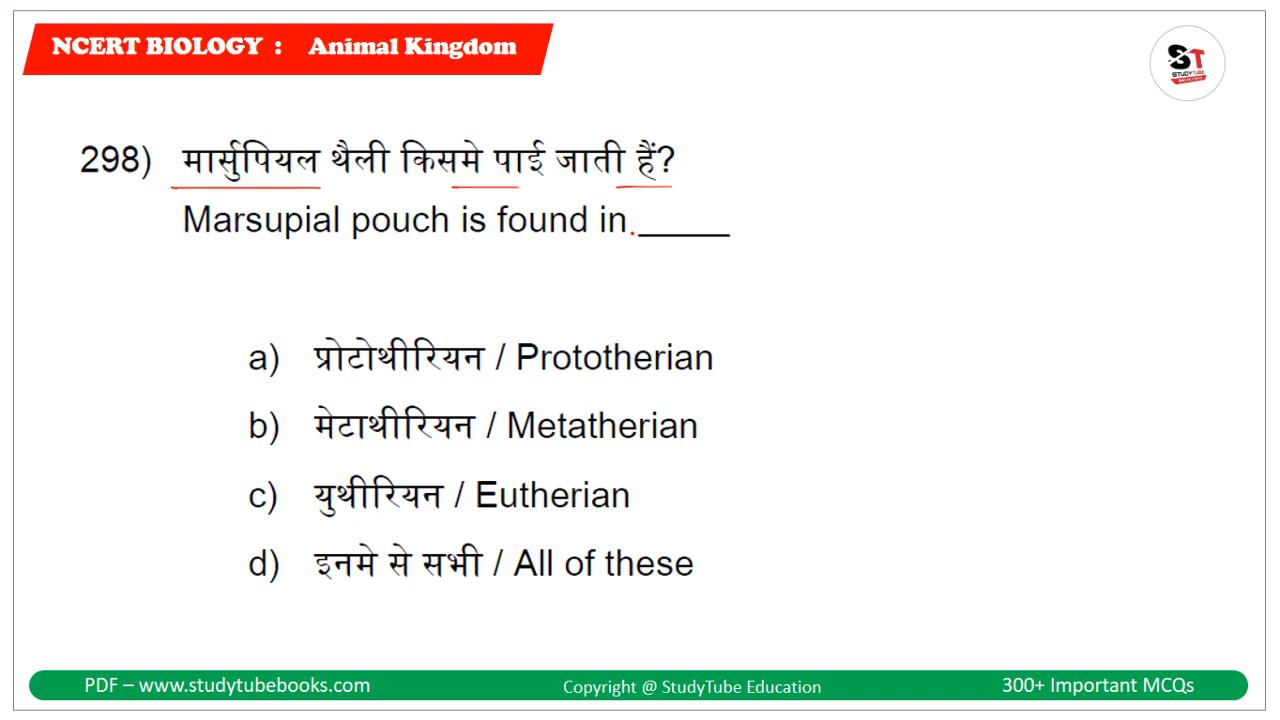 NCERT BIOLOGY : Animal Kingdom
ST
STUDYTUBE
298) मार्सुपियल थैली किसमे पाई जाती हैं?
Marsupial pouch is found in._____
a) प्रोटोथीरियन / Prototherian
b) मेटाथीरियन / Metatherian
c) युथीरियन / Eutherian
d) इनमे से सभी / All of these
PDF – www.studytubebooks.com Copyright @ StudyTube Education 300+ Important MCQs